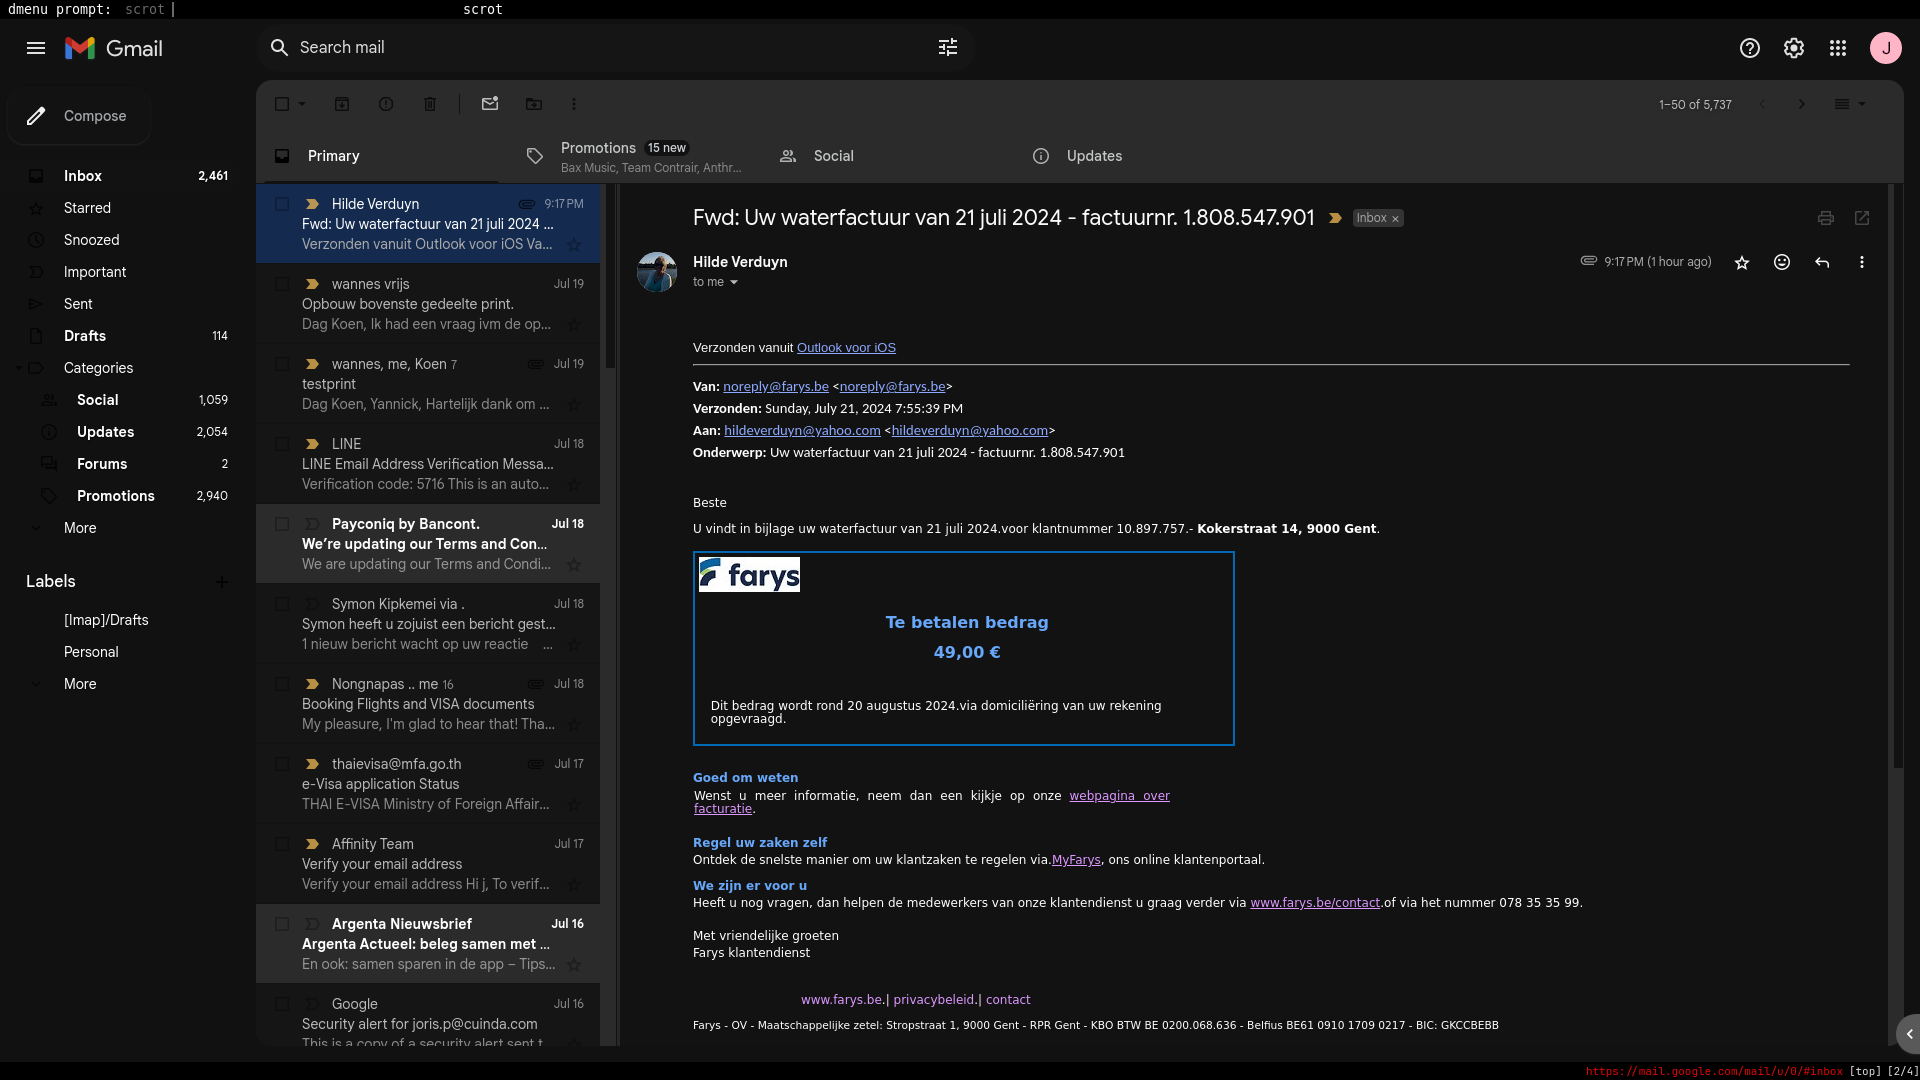 dmenu prompt: scrot scrot
Gmail
Search mail
J
Compose
1–50 of 5,737
Primary
Promotions 15 new
Bax Music, Team Contrair, Anthr...
Social
Updates
Inbox 2,461
Starred
Snoozed
Important
Sent
Drafts 114
Categories
Social 1,059
Updates 2,054
Forums 2
Promotions 2,940
More
Labels
[Imap]/Drafts
Personal
More
Hilde Verduyn 9:17 PM
Fwd: Uw waterfactuur van 21 juli 2024 ...
Verzonden vanuit Outlook voor iOS Va...
wannes vrijs Jul 19
Opbouw bovenste gedeelte print.
Dag Koen, Ik had een vraag ivm de op...
wannes, me, Koen 7 Jul 19
testprint
Dag Koen, Yannick, Hartelijk dank om ...
LINE Jul 18
LINE Email Address Verification Messa...
Verification code: 5716 This is an auto...
Payconiq by Bancont. Jul 18
We’re updating our Terms and Con...
We are updating our Terms and Condi...
Symon Kipkemei via . Jul 18
Symon heeft u zojuist een bericht gest...
1 nieuw bericht wacht op uw reactie ...
Nongnapas .. me 16 Jul 18
Booking Flights and VISA documents
My pleasure, I'm glad to hear that! Tha...
thaievisa@mfa.go.th Jul 17
e-Visa application Status
THAI E-VISA Ministry of Foreign Affair...
Affinity Team Jul 17
Verify your email address
Verify your email address Hi j, To verif...
Argenta Nieuwsbrief Jul 16
Argenta Actueel: beleg samen met ...
En ook: samen sparen in de app – Tips...
Google Jul 16
Security alert for joris.p@cuinda.com
This is a copy of a security alert sent t
Fwd: Uw waterfactuur van 21 juli 2024 - factuurnr. 1.808.547.901 Inbox ×
Hilde Verduyn 9:17 PM (1 hour ago)
to me
Verzonden vanuit Outlook voor iOS
Van: noreply@farys.be <noreply@farys.be>
Verzonden: Sunday, July 21, 2024 7:55:39 PM
Aan: hildeverduyn@yahoo.com <hildeverduyn@yahoo.com>
Onderwerp: Uw waterfactuur van 21 juli 2024 - factuurnr. 1.808.547.901
Beste
U vindt in bijlage uw waterfactuur van 21 juli 2024.voor klantnummer 10.897.757.- Kokerstraat 14, 9000 Gent.
farys
Te betalen bedrag
49,00 €
Dit bedrag wordt rond 20 augustus 2024.via domiciliëring van uw rekening
opgevraagd.
Goed om weten
Wenst u meer informatie, neem dan een kijkje op onze webpagina over
facturatie.
Regel uw zaken zelf
Ontdek de snelste manier om uw klantzaken te regelen via.MyFarys, ons online klantenportaal.
We zijn er voor u
Heeft u nog vragen, dan helpen de medewerkers van onze klantendienst u graag verder via www.farys.be/contact.of via het nummer 078 35 35 99.
Met vriendelijke groeten
Farys klantendienst
www.farys.be.| privacybeleid.| contact
Farys - OV - Maatschappelijke zetel: Stropstraat 1, 9000 Gent - RPR Gent - KBO BTW BE 0200.068.636 - Belfius BE61 0910 1709 0217 - BIC: GKCCBEBB
https://mail.google.com/mail/u/0/#inbox [top] [2/4]